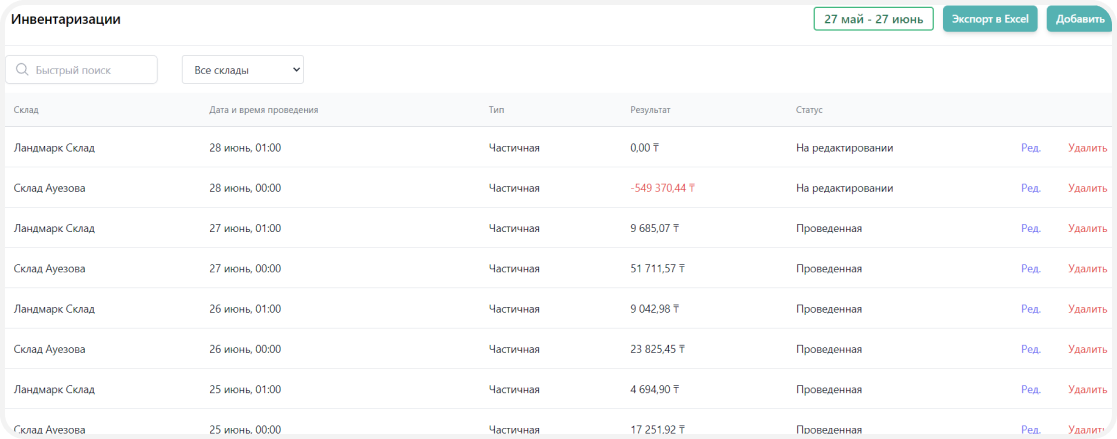 Инвентаризации 27 май - 27 июнь Экспорт в Excel Добавить
Быстрый поиск Все склады
Склад Дата и время проведения Тип Результат Статус
Ландмарк Склад 28 июнь, 01:00 Частичная 0,00 ₸ На редактировании Ред. Удалить
Склад Ауезова 28 июнь, 00:00 Частичная -549 370,44 ₸ На редактировании Ред. Удалить
Ландмарк Склад 27 июнь, 01:00 Частичная 9 685,07 ₸ Проведенная Ред. Удалить
Склад Ауезова 27 июнь, 00:00 Частичная 51 711,57 ₸ Проведенная Ред. Удалить
Ландмарк Склад 26 июнь, 01:00 Частичная 9 042,98 ₸ Проведенная Ред. Удалить
Склад Ауезова 26 июнь, 00:00 Частичная 23 825,45 ₸ Проведенная Ред. Удалить
Ландмарк Склад 25 июнь, 01:00 Частичная 4 694,90 ₸ Проведенная Ред. Удалить
Склад Ауезова 25 июнь, 00:00 Частичная 17 251,92 ₸ Проведенная Ред. Удалить